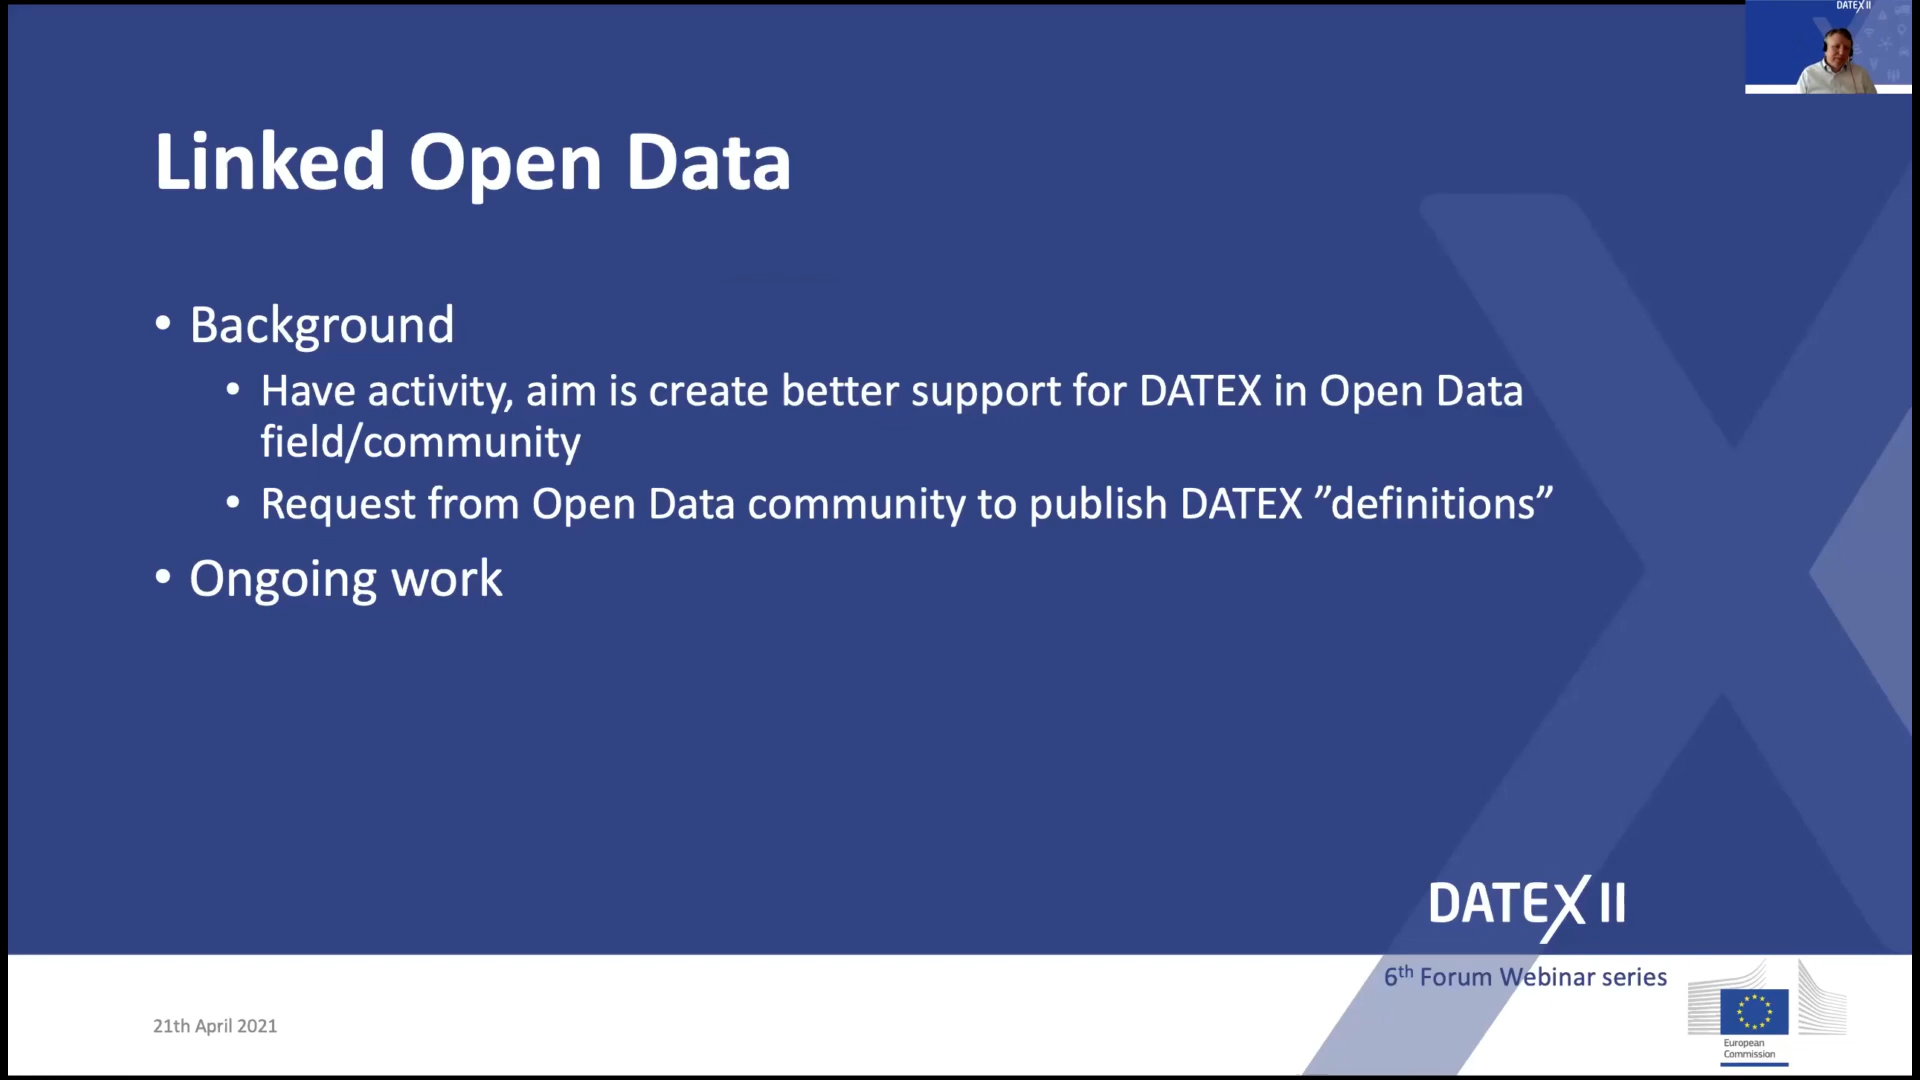 DATEX II
Linked Open Data
• Background
• Have activity, aim is create better support for DATEX in Open Data
field/community
• Request from Open Data community to publish DATEX ”definitions”
• Ongoing work
DATEX II
6th Forum Webinar series
21th April 2021
European
Commission